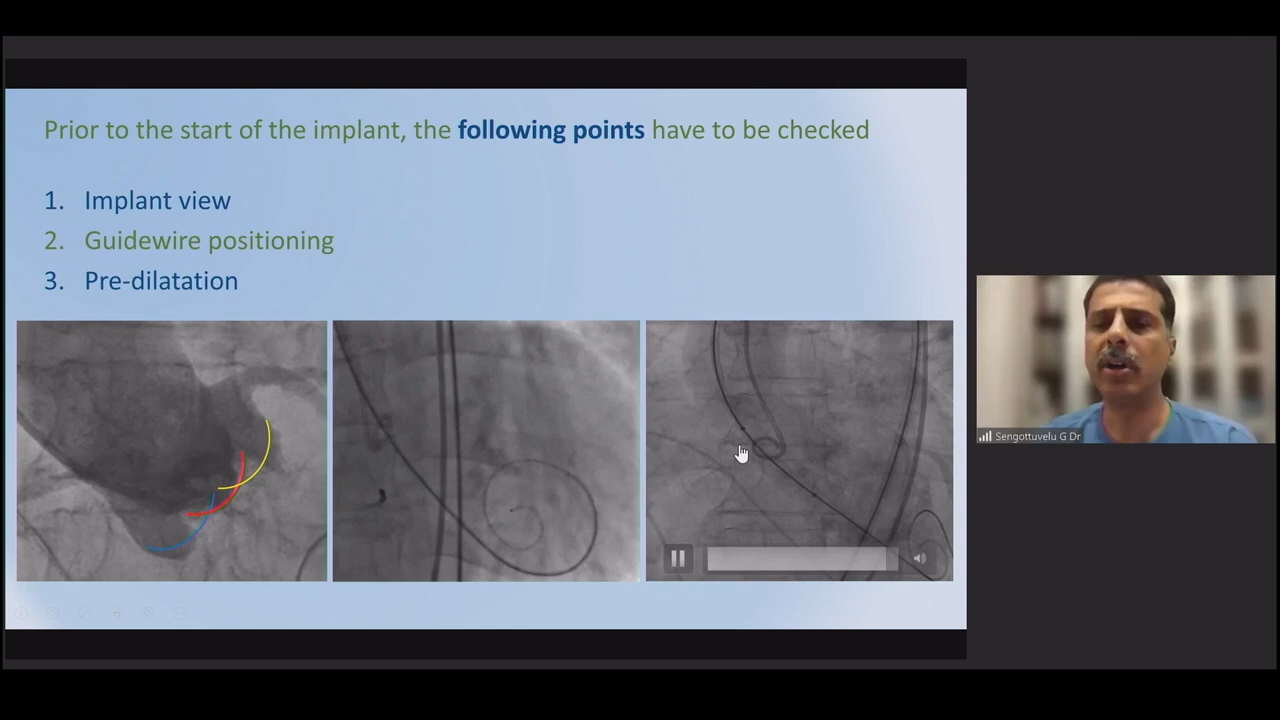 Prior to the start of the implant, the following points have to be checked
1. Implant view
2. Guidewire positioning
3. Pre-dilatation
Sengottuvelu G Dr